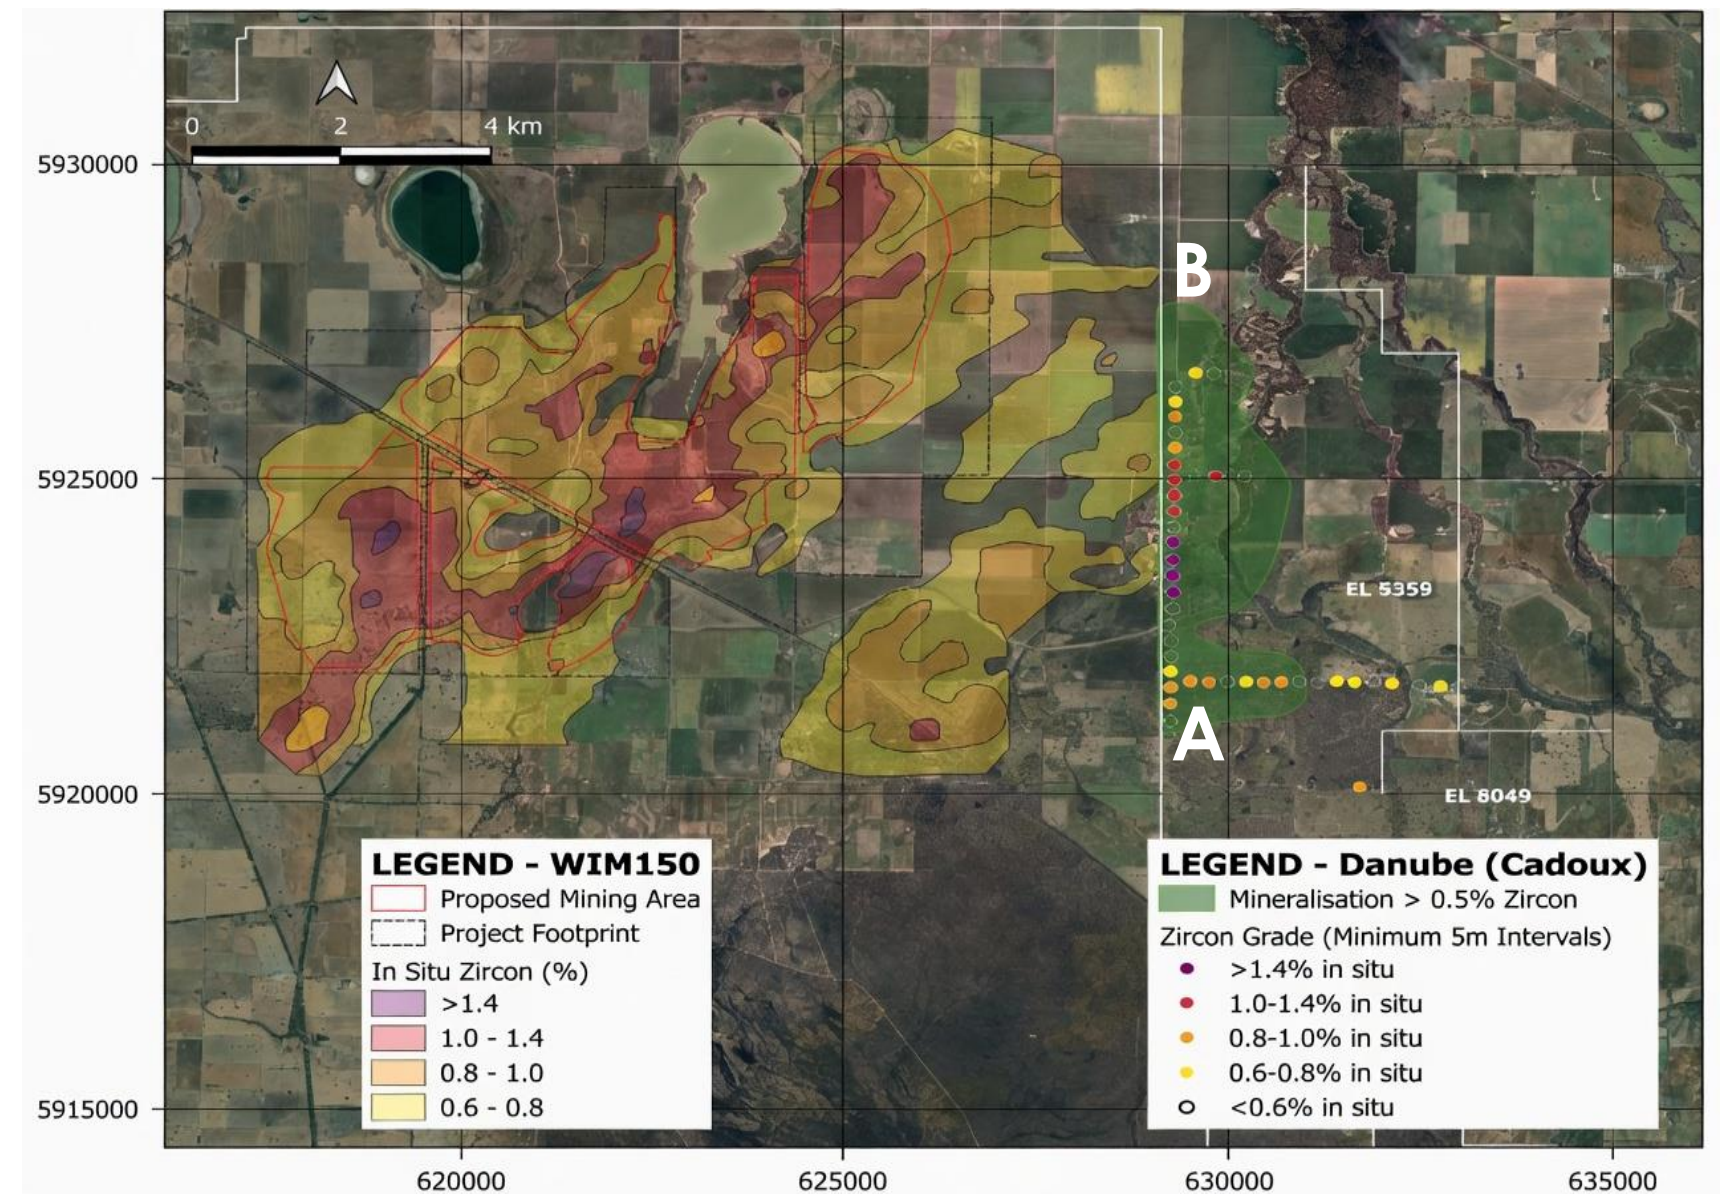 0 2 4 km
5930000
5925000
5920000
5915000
B
A
EL 5359
EL 8049
LEGEND - WIM150
Proposed Mining Area
Project Footprint
In Situ Zircon (%)
>1.4
1.0 - 1.4
0.8 - 1.0
0.6 - 0.8
LEGEND - Danube (Cadoux)
Mineralisation > 0.5% Zircon
Zircon Grade (Minimum 5m Intervals)
>1.4% in situ
1.0-1.4% in situ
0.8-1.0% in situ
0.6-0.8% in situ
<0.6% in situ
620000 625000 630000 635000